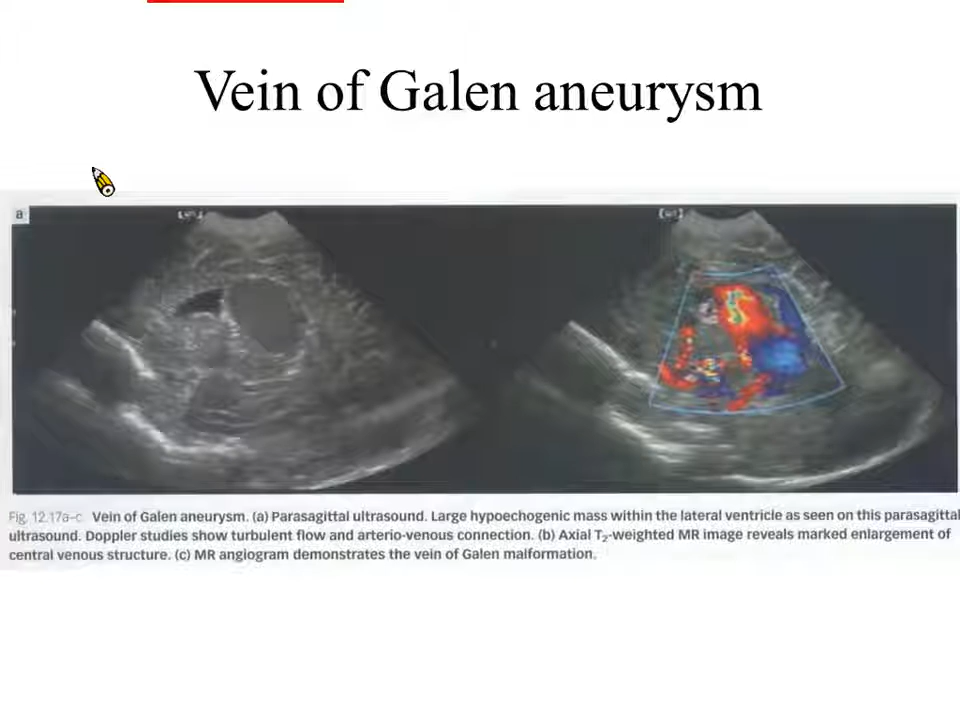 Vein of Galen aneurysm
a
Fig. 12.17a–c. Vein of Galen aneurysm. (a) Parasagittal ultrasound. Large hypoechogenic mass within the lateral ventricle as seen on this parasagittal
ultrasound. Doppler studies show turbulent flow and arterio-venous connection. (b) Axial T2-weighted MR image reveals marked enlargement of
central venous structure. (c) MR angiogram demonstrates the vein of Galen malformation.